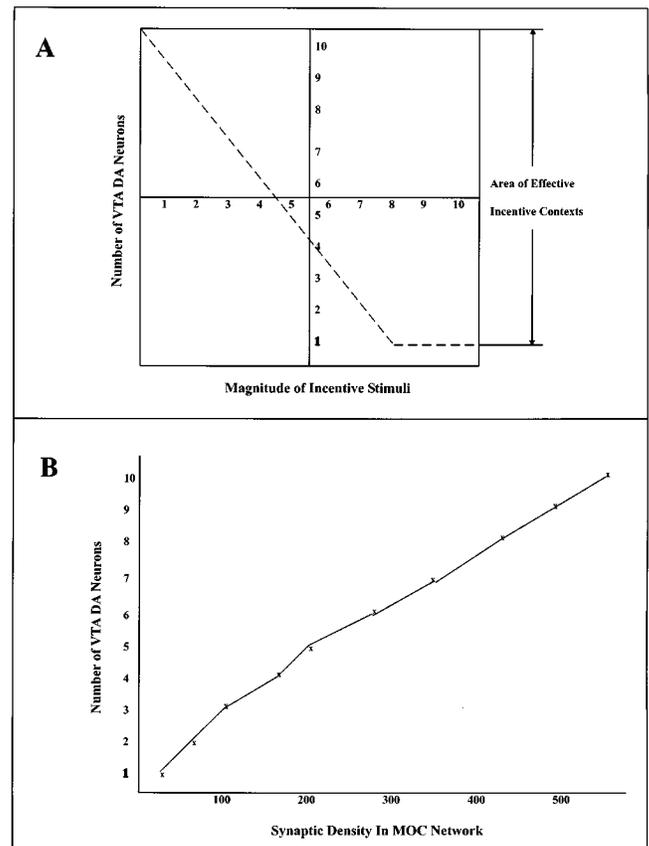 A
Number of VTA DA Neurons
10
9
8
7
6
1 2 3 4 5 6 7 8 9 10
5
4
3
2
1
Area of Effective
Incentive Contexts
Magnitude of Incentive Stimuli
B
Number of VTA DA Neurons
10
9
8
7
6
5
4
3
2
1
100 200 300 400 500
Synaptic Density In MOC Network